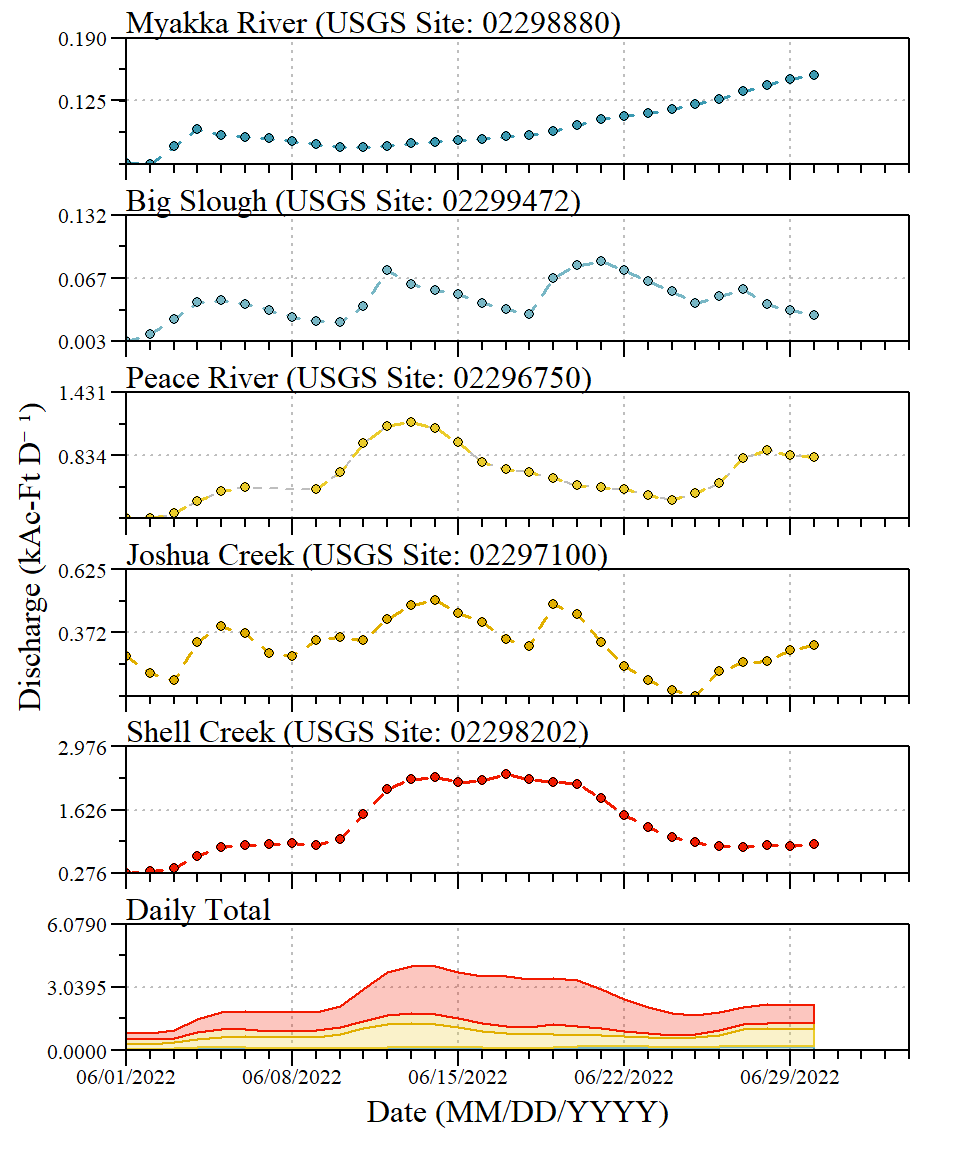 Myakka River (USGS Site: 02298880)
0.190
0.125
Big Slough (USGS Site: 02299472)
0.132
0.067
0.003
Peace River (USGS Site: 02296750)
1.431
0.834
Joshua Creek (USGS Site: 02297100)
0.625
0.372
Shell Creek (USGS Site: 02298202)
2.976
1.626
0.276
Daily Total
6.0790
3.0395
0.0000
06/01/2022 06/08/2022 06/15/2022 06/22/2022 06/29/2022
Date (MM/DD/YYYY)
Discharge (kAc-Ft D⁻¹)